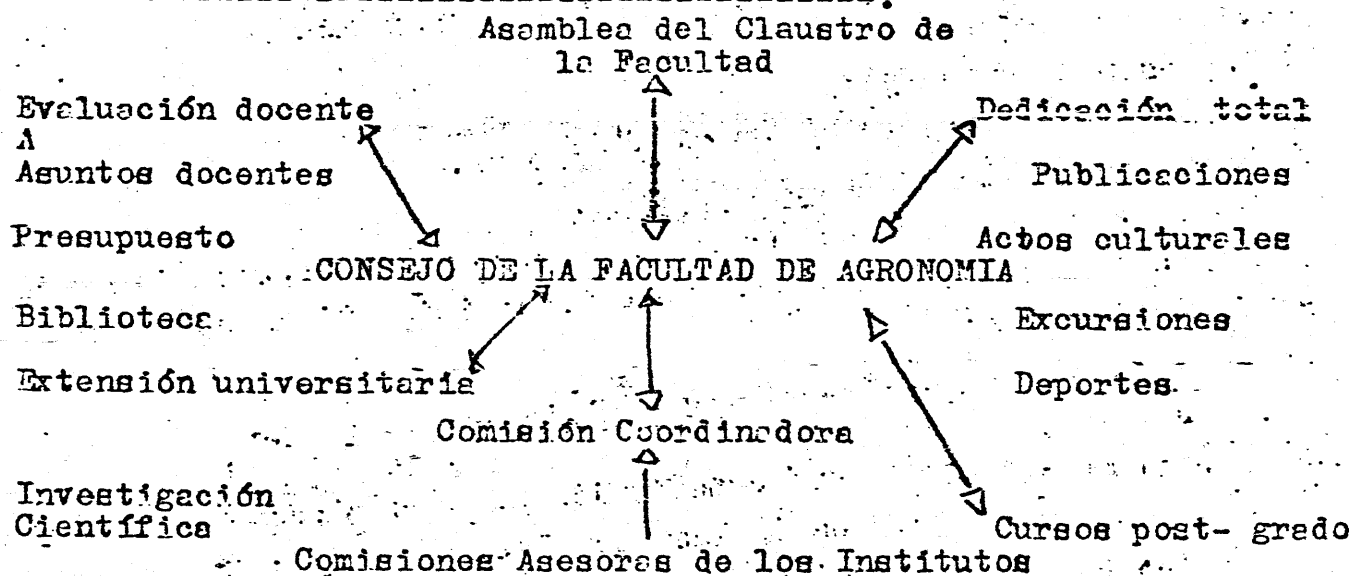 Asamblea del Claustro de
la Facultad
Evaluación docente
Dedicación total
A
Asuntos docentes
Publicaciones
Presupuesto
Actos culturales
CONSEJO DE LA FACULTAD DE AGRONOMIA
Biblioteca
Excursiones
Extensión universitaria
Deportes
Comisión Coordinadora
Investigación
Científica
Cursos post- grado
Comisiones Asesoras de los Institutos